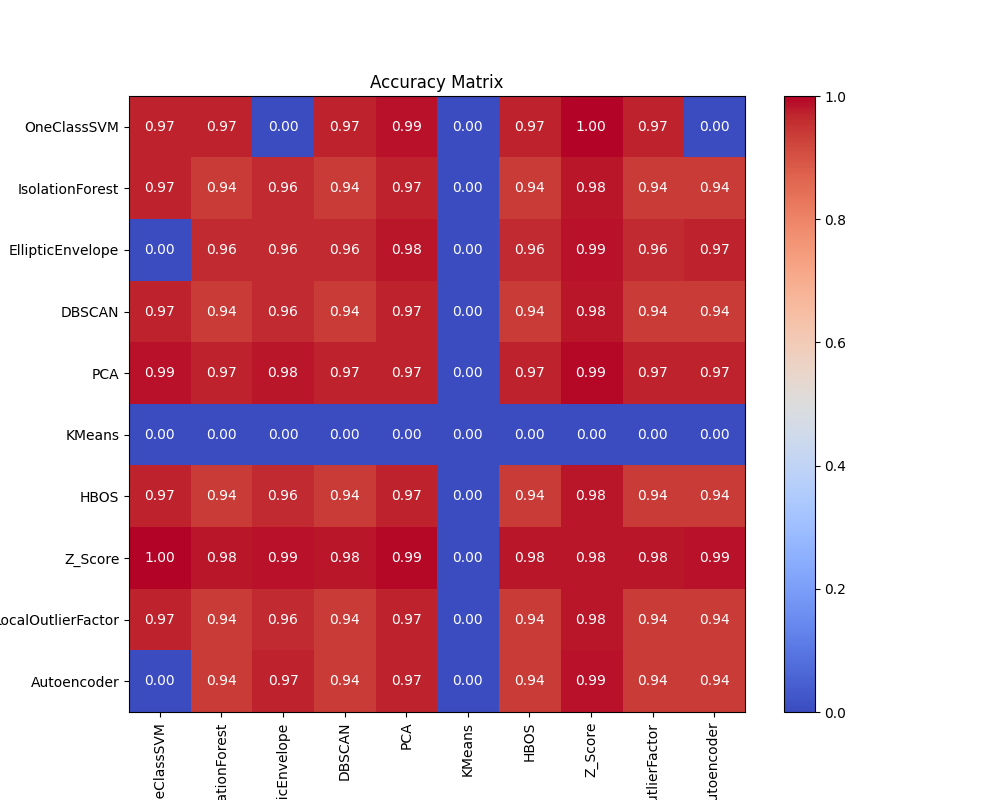 Accuracy Matrix
OneClassSVM 0.97 0.97 0.00 0.97 0.99 0.00 0.97 1.00 0.97 0.00
IsolationForest 0.97 0.94 0.96 0.94 0.97 0.00 0.94 0.98 0.94 0.94
EllipticEnvelope 0.00 0.96 0.96 0.96 0.98 0.00 0.96 0.99 0.96 0.97
DBSCAN 0.97 0.94 0.96 0.94 0.97 0.00 0.94 0.98 0.94 0.94
PCA 0.99 0.97 0.98 0.97 0.97 0.00 0.97 0.99 0.97 0.97
KMeans 0.00 0.00 0.00 0.00 0.00 0.00 0.00 0.00 0.00 0.00
HBOS 0.97 0.94 0.96 0.94 0.97 0.00 0.94 0.98 0.94 0.94
Z_Score 1.00 0.98 0.99 0.98 0.99 0.00 0.98 0.98 0.98 0.99
ocalOutlierFactor 0.97 0.94 0.96 0.94 0.97 0.00 0.94 0.98 0.94 0.94
Autoencoder 0.00 0.94 0.97 0.94 0.97 0.00 0.94 0.99 0.94 0.94
eClassSVM
ationForest
icEnvelope
DBSCAN
PCA
KMeans
HBOS
Z_Score
utlierFactor
utoencoder
1.0
0.8
0.6
0.4
0.2
0.0